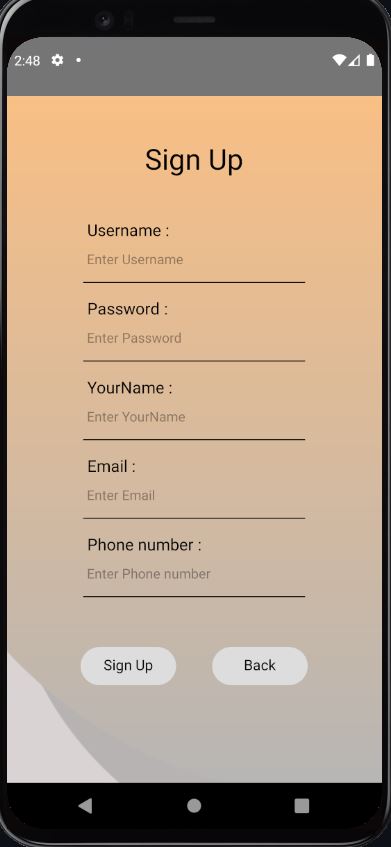 2:48
Sign Up
Username :
Enter Username
Password :
Enter Password
YourName :
Enter YourName
Email :
Enter Email
Phone number :
Enter Phone number
Sign Up Back